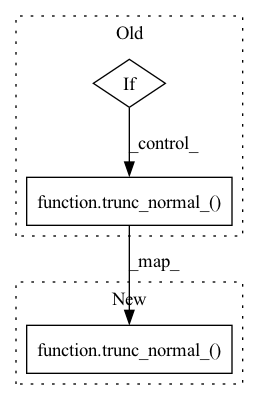 Old
If
_control_
function.trunc_normal_()
_map_
New
function.trunc_normal_()